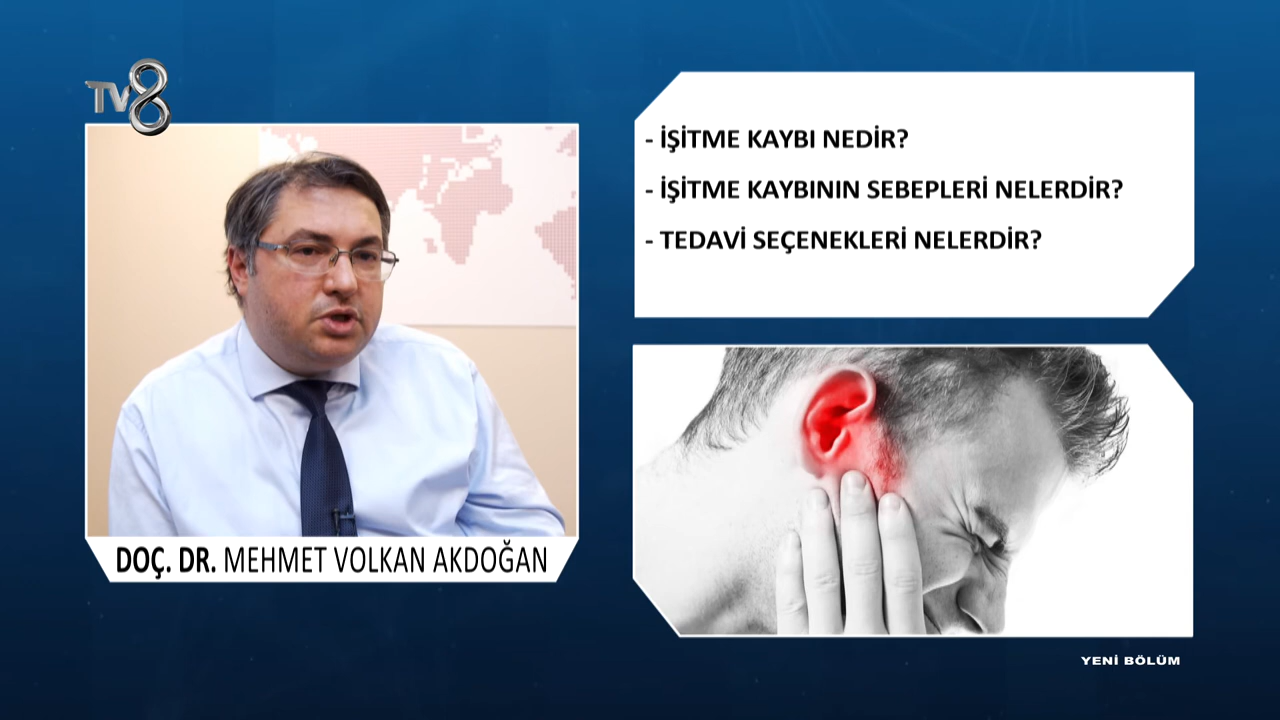 TV8
- İŞİTME KAYBI NEDİR?
- İŞİTME KAYBININ SEBEPLERİ NELERDİR?
- TEDAVİ SEÇENEKLERİ NELERDİR?
DOÇ. DR. MEHMET VOLKAN AKDOĞAN
YENİ BÖLÜM